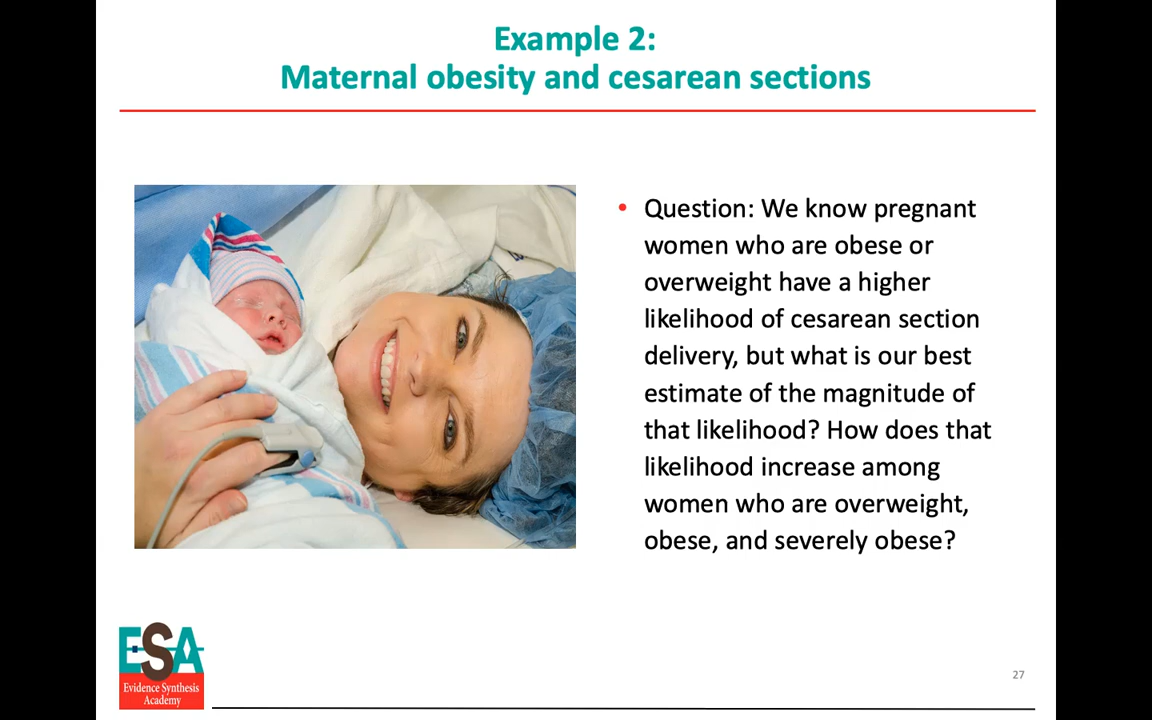 Example 2:
Maternal obesity and cesarean sections
• Question: We know pregnant
women who are obese or
overweight have a higher
likelihood of cesarean section
delivery, but what is our best
estimate of the magnitude of
that likelihood? How does that
likelihood increase among
women who are overweight,
obese, and severely obese?
ESA
Evidence Synthesis
Academy
27